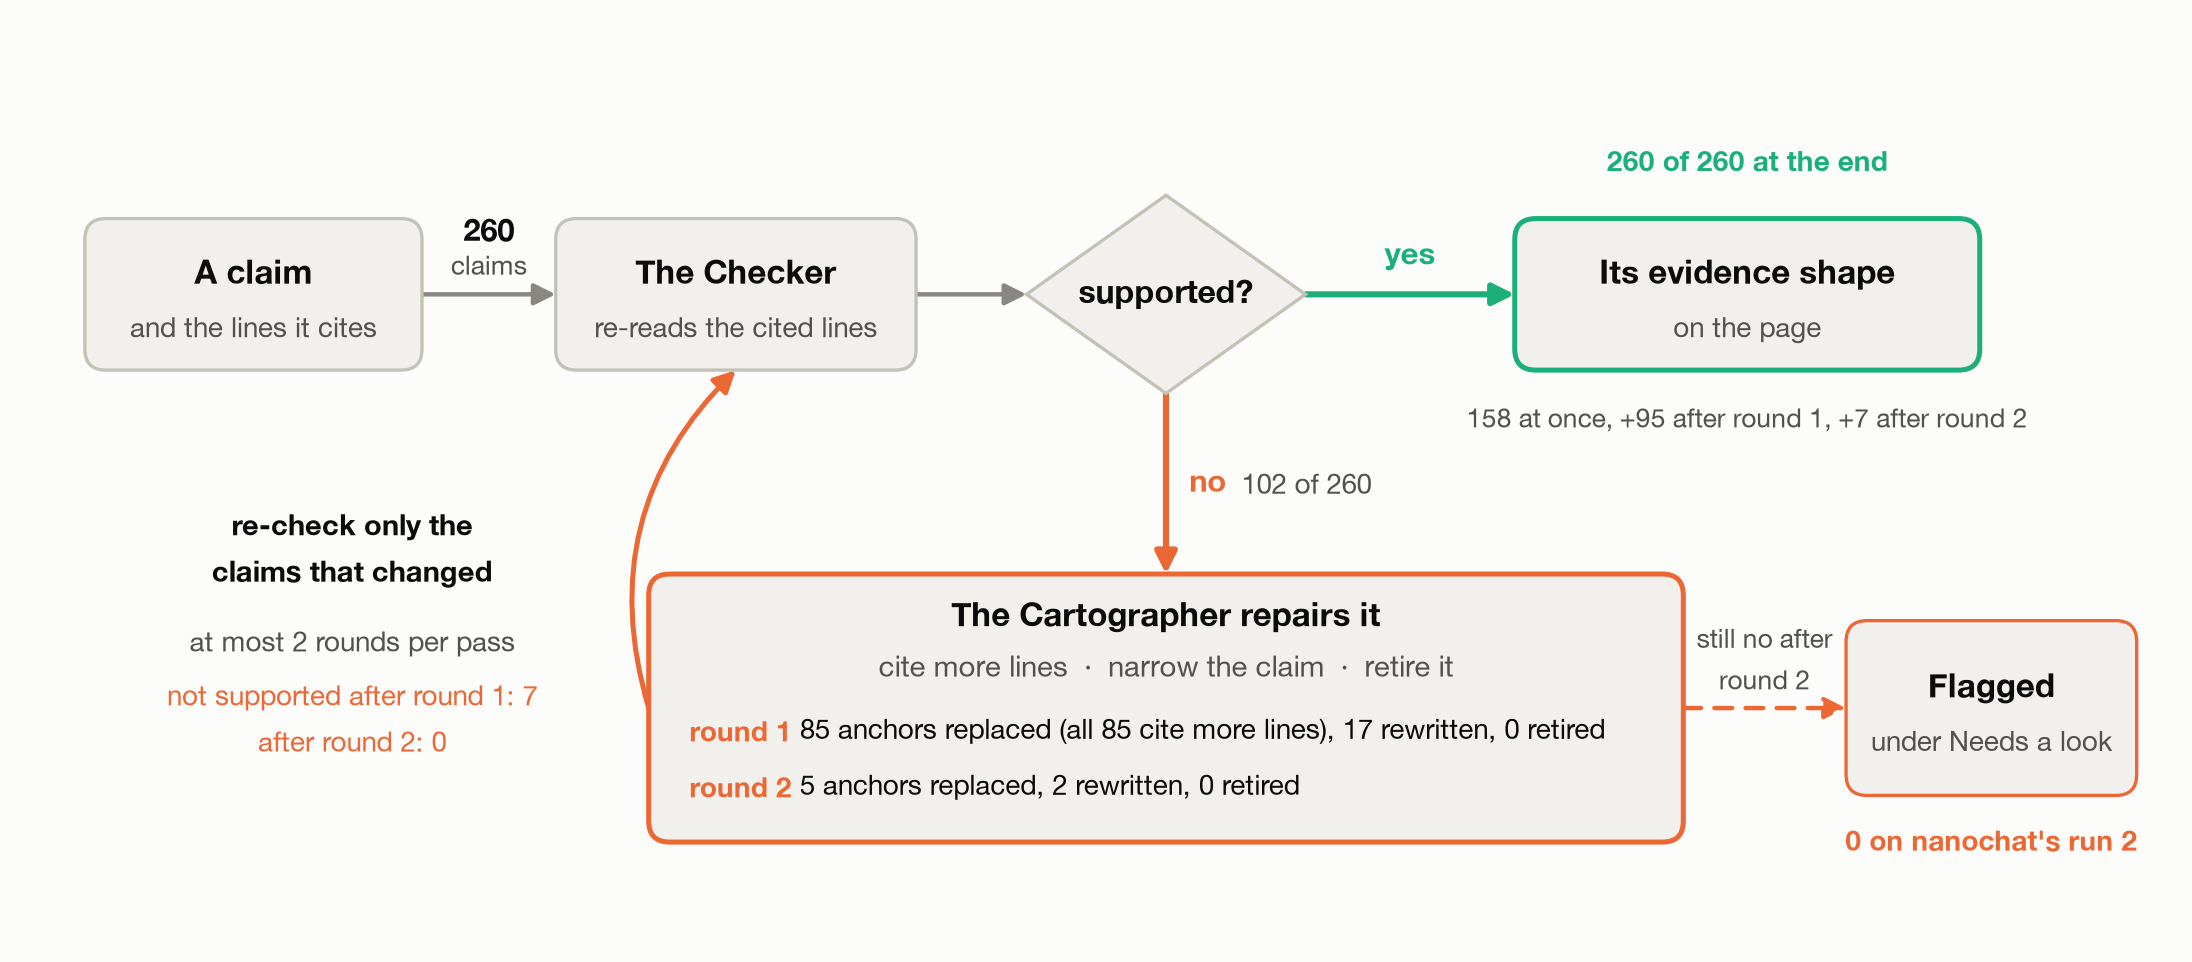 260 of 260 at the end
260
claims
A claim
and the lines it cites
The Checker
re-reads the cited lines
supported?
yes
Its evidence shape
on the page
158 at once, +95 after round 1, +7 after round 2
no 102 of 260
re-check only the
claims that changed
at most 2 rounds per pass
not supported after round 1: 7
after round 2: 0
The Cartographer repairs it
cite more lines · narrow the claim · retire it
round 1 85 anchors replaced (all 85 cite more lines), 17 rewritten, 0 retired
round 2 5 anchors replaced, 2 rewritten, 0 retired
still no after
round 2
Flagged
under Needs a look
0 on nanochat's run 2